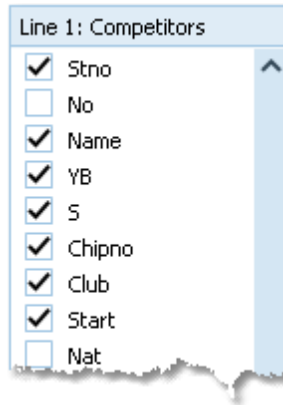 Line 1: Competitors
Stno
No
Name
YB
S
Chipno
Club
Start
Nat